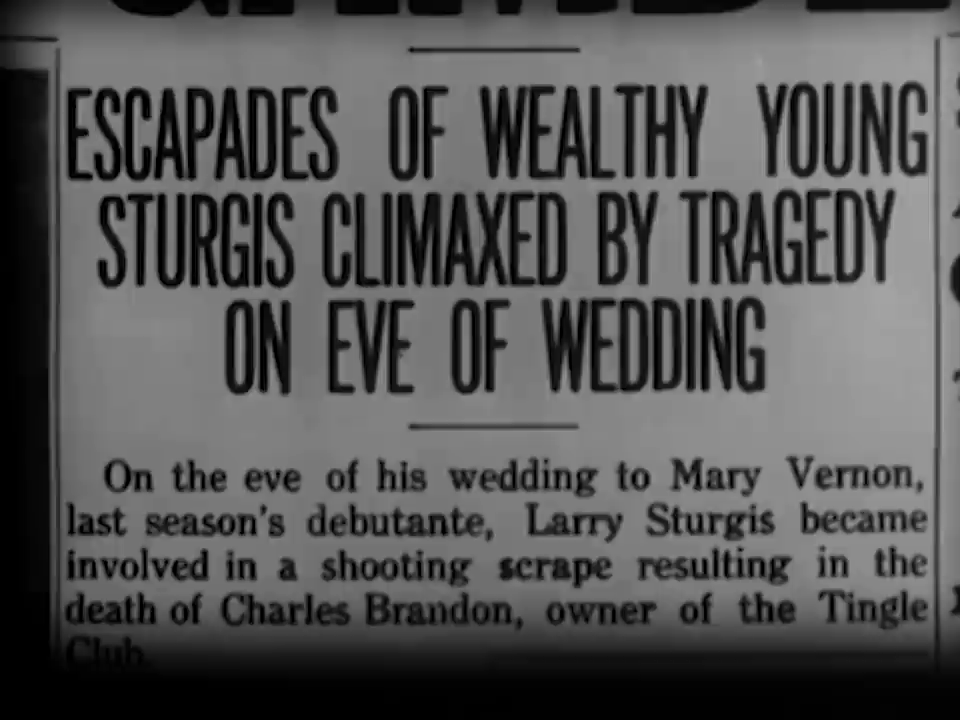 ESCAPADES OF WEALTHY YOUNG
STURGIS CLIMAXED BY TRAGEDY
ON EVE OF WEDDING
On the eve of his wedding to Mary Vernon,
last season's debutante, Larry Sturgis became
involved in a shooting scrape resulting in the
death of Charles Brandon, owner of the Tingle
Club.